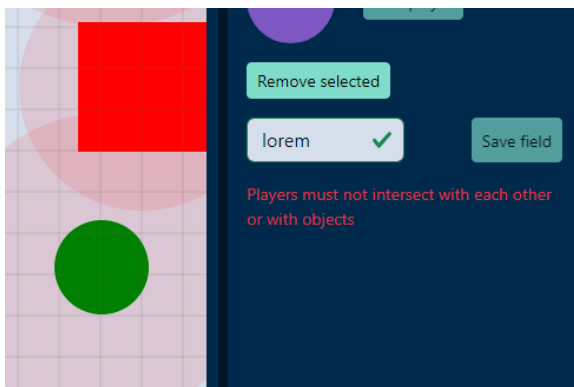 Remove selected
lorem
Save field
Players must not intersect with each other
or with objects